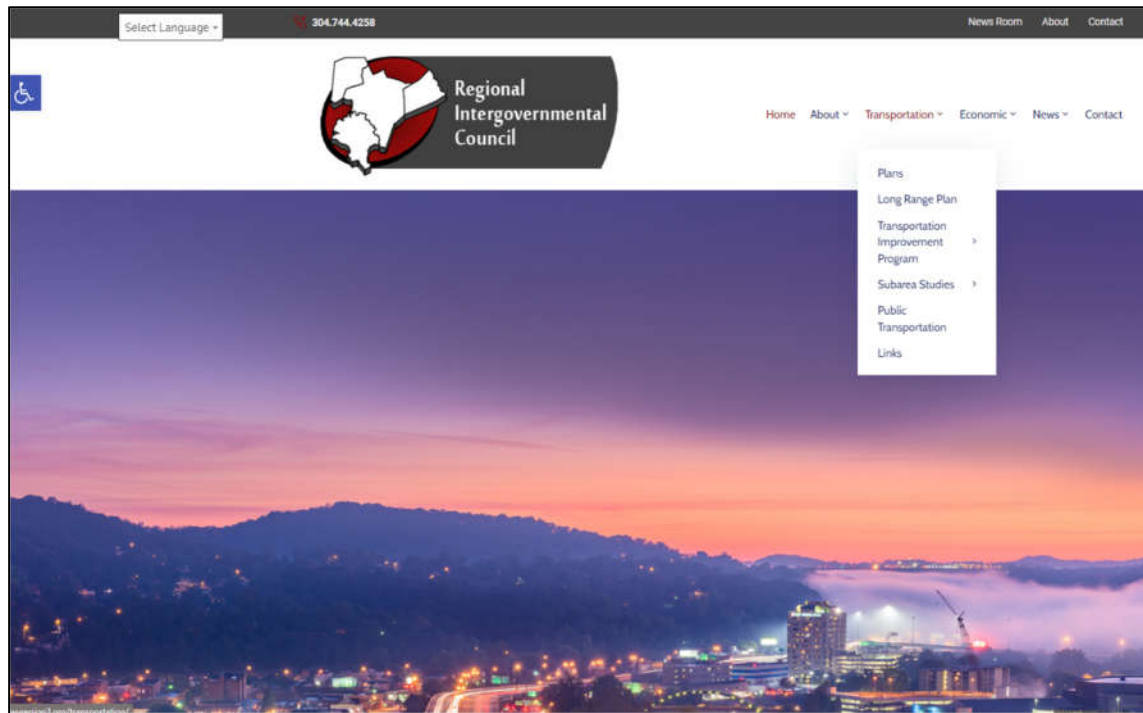 Select Language
304.744.4258
News Room About Contact
Regional
Intergovernmental
Council
Home About Transportation Economic News Contact
Plans
Long Range Plan
Transportation
Improvement
Program
Subarea Studies
Public
Transportation
Links